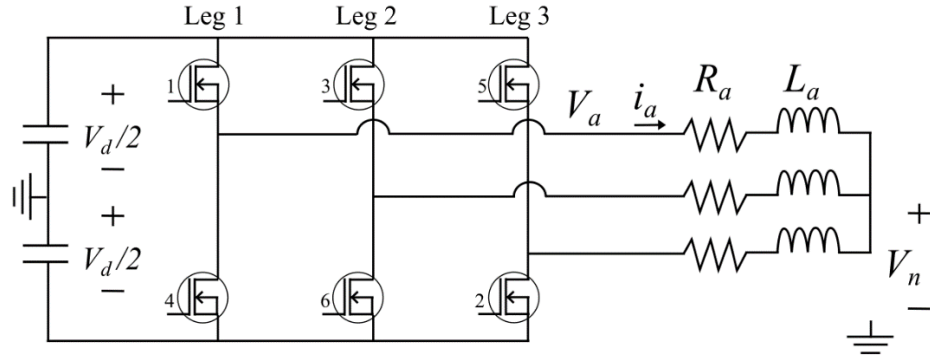 Leg 1 Leg 2 Leg 3
1 3 5
+
V_d/2
−
+
V_d/2
−
V_a i_a R_a L_a
4 6 2
+
V_n
−